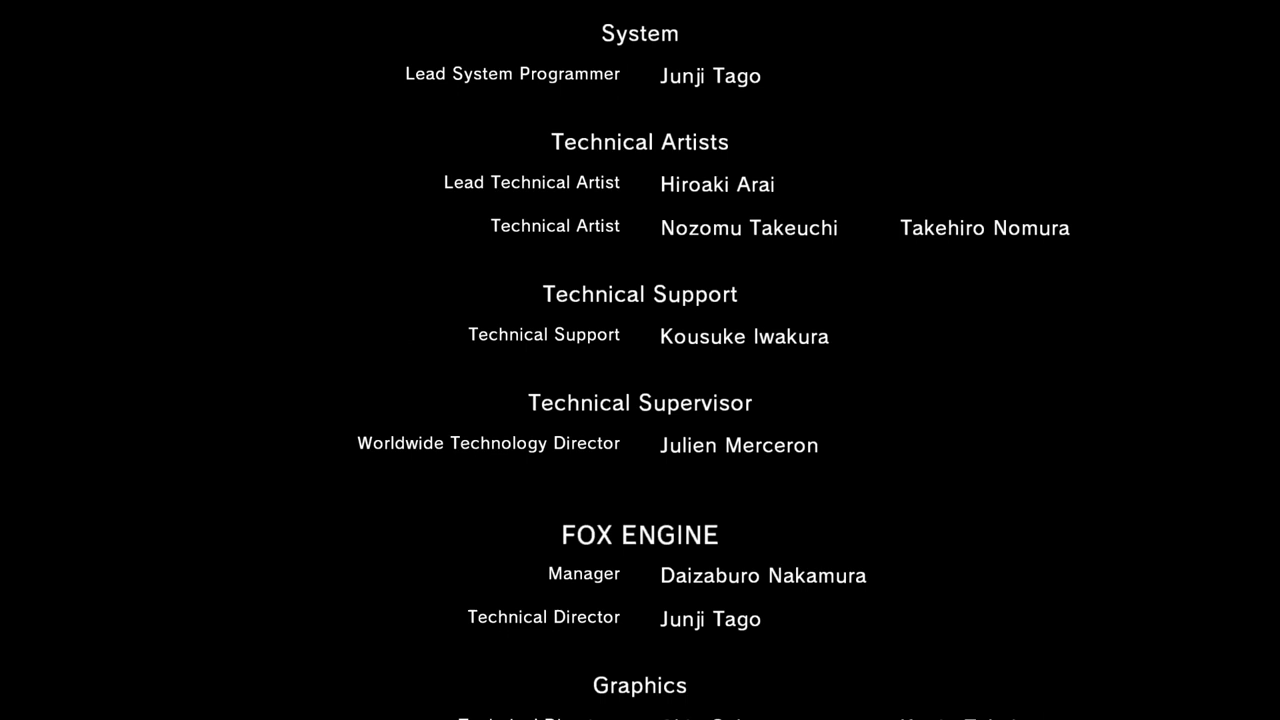 System
Lead System Programmer Junji Tago
Technical Artists
Lead Technical Artist Hiroaki Arai
Technical Artist Nozomu Takeuchi Takehiro Nomura
Technical Support
Technical Support Kousuke Iwakura
Technical Supervisor
Worldwide Technology Director Julien Merceron
FOX ENGINE
Manager Daizaburo Nakamura
Technical Director Junji Tago
Graphics